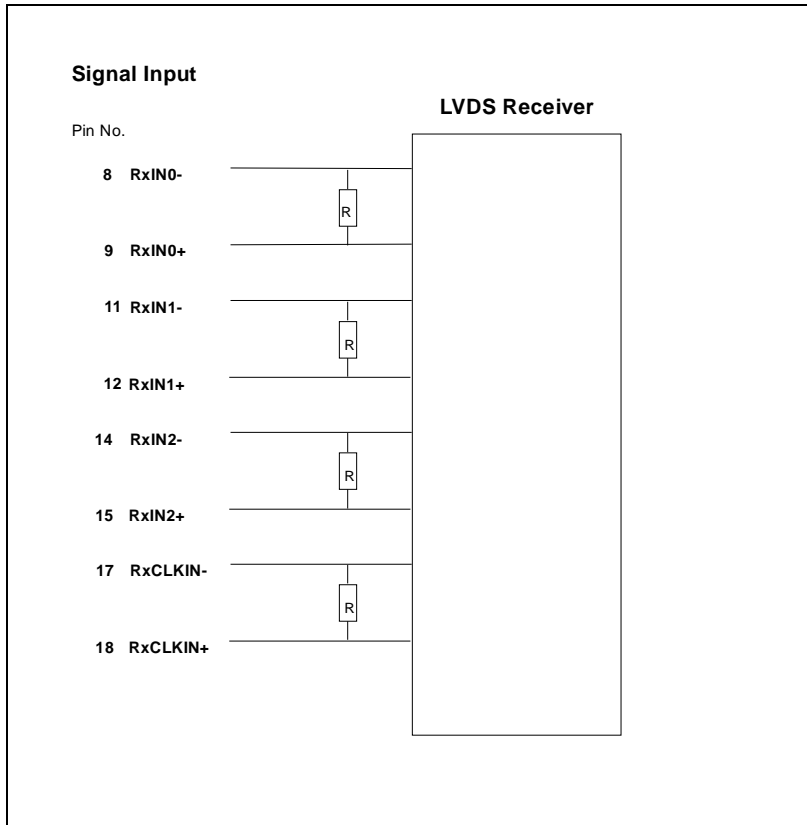 Signal Input
LVDS Receiver
Pin No.
8 RxIN0-
R
9 RxIN0+
11 RxIN1-
R
12 RxIN1+
14 RxIN2-
R
15 RxIN2+
17 RxCLKIN-
R
18 RxCLKIN+